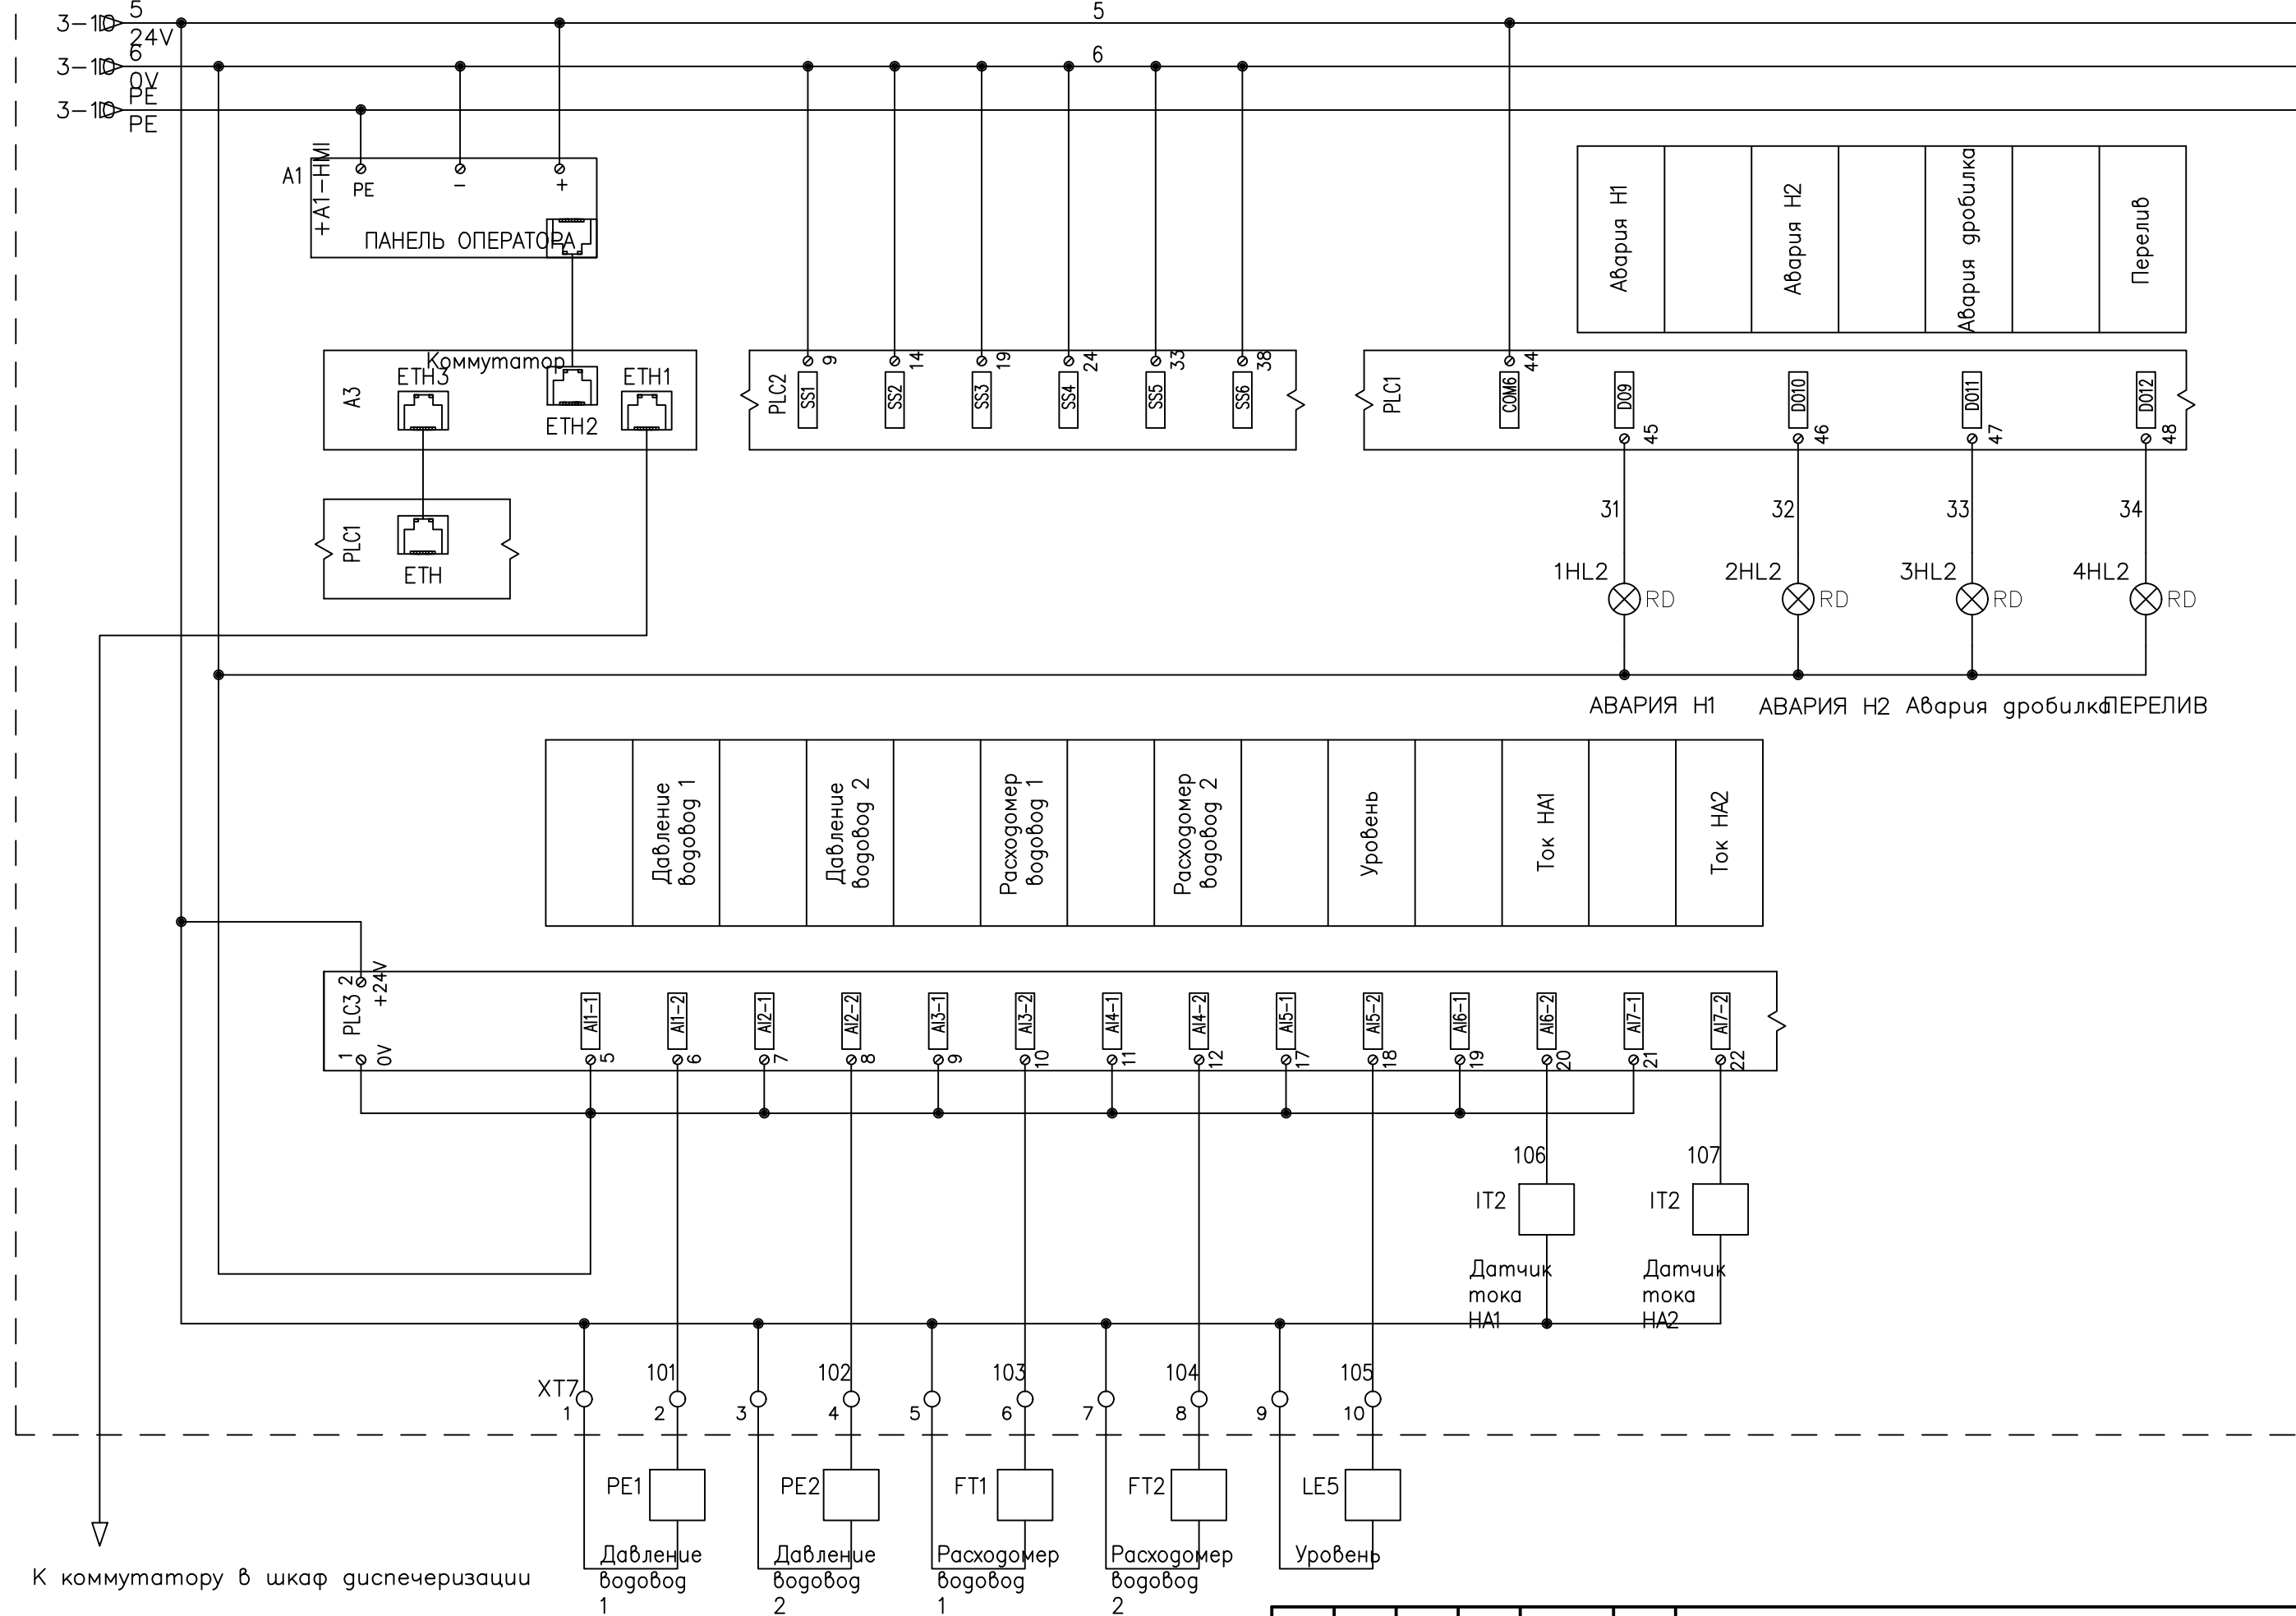 3-10
5
24V
5
3-10
6
0V
6
3-10
PE
PE
A1
+A1-HMI
PE
-
+
ПАНЕЛЬ ОПЕРАТОРА
Авария Н1
Авария Н2
Авария дробилка
Перелив
A3
Коммутатор
ETH3
ETH2
ETH1
PLC2
SS1
9
SS2
14
SS3
19
SS4
24
SS5
33
SS6
38
PLC1
COM6
44
DO9
45
DO10
46
DO11
47
DO12
48
PLC1
ETH
31
32
33
34
1HL2
RD
2HL2
RD
3HL2
RD
4HL2
RD
АВАРИЯ Н1
АВАРИЯ Н2
Авария дробилка
ПЕРЕЛИВ
Давление
водовод 1
Давление
водовод 2
Расходомер
водовод 1
Расходомер
водовод 2
Уровень
Ток НА1
Ток НА2
PLC3
2
+24V
1
0V
AI1-1
5
AI1-2
6
AI2-1
7
AI2-2
8
AI3-1
9
AI3-2
10
AI4-1
11
AI4-2
12
AI5-1
17
AI5-2
18
AI6-1
19
AI6-2
20
AI7-1
21
AI7-2
22
106
107
IT2
IT2
Датчик
тока
НА1
Датчик
тока
НА2
XT7
1
101
2
3
102
4
5
103
6
7
104
8
9
105
10
PE1
PE2
FT1
FT2
LE5
Давление
водовод
1
Давление
водовод
2
Расходомер
водовод
1
Расходомер
водовод
2
Уровень
К коммутатору в шкаф диспечеризации